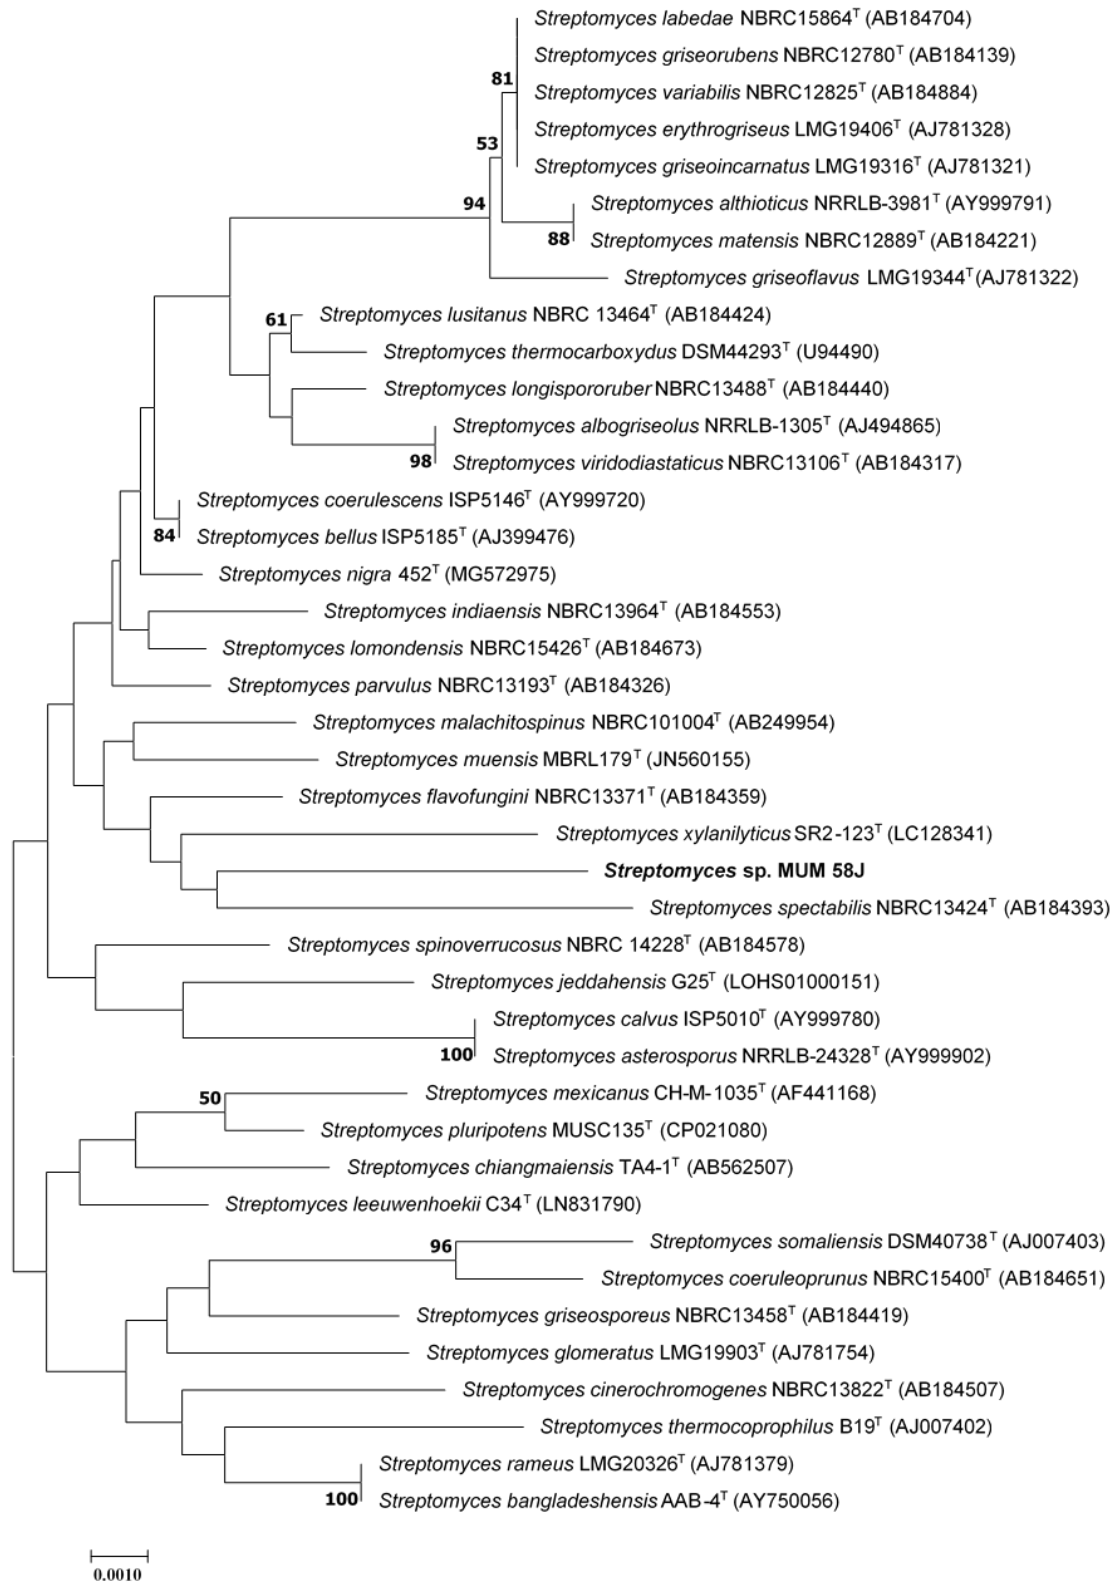 Streptomyces labedae NBRC15864ᵀ (AB184704)
Streptomyces griseorubens NBRC12780ᵀ (AB184139)
81
Streptomyces variabilis NBRC12825ᵀ (AB184884)
Streptomyces erythrogriseus LMG19406ᵀ (AJ781328)
53
Streptomyces griseoincarnatus LMG19316ᵀ (AJ781321)
94
Streptomyces althioticus NRRLB-3981ᵀ (AY999791)
88
Streptomyces matensis NBRC12889ᵀ (AB184221)
Streptomyces griseoflavus LMG19344ᵀ(AJ781322)
61
Streptomyces lusitanus NBRC 13464ᵀ (AB184424)
Streptomyces thermocarboxydus DSM44293ᵀ (U94490)
Streptomyces longispororuber NBRC13488ᵀ (AB184440)
Streptomyces albogriseolus NRRLB-1305ᵀ (AJ494865)
98
Streptomyces viridodiastaticus NBRC13106ᵀ (AB184317)
Streptomyces coerulescens ISP5146ᵀ (AY999720)
84
Streptomyces bellus ISP5185ᵀ (AJ399476)
Streptomyces nigra 452ᵀ (MG572975)
Streptomyces indiaensis NBRC13964ᵀ (AB184553)
Streptomyces lomondensis NBRC15426ᵀ (AB184673)
Streptomyces parvulus NBRC13193ᵀ (AB184326)
Streptomyces malachitospinus NBRC101004ᵀ (AB249954)
Streptomyces muensis MBRL179ᵀ (JN560155)
Streptomyces flavofungini NBRC13371ᵀ (AB184359)
Streptomyces xylanilyticus SR2-123ᵀ (LC128341)
Streptomyces sp. MUM 58J
Streptomyces spectabilis NBRC13424ᵀ (AB184393)
Streptomyces spinoverrucosus NBRC 14228ᵀ (AB184578)
Streptomyces jeddahensis G25ᵀ (LOHS01000151)
Streptomyces calvus ISP5010ᵀ (AY999780)
100
Streptomyces asterosporus NRRLB-24328ᵀ (AY999902)
50
Streptomyces mexicanus CH-M-1035ᵀ (AF441168)
Streptomyces pluripotens MUSC135ᵀ (CP021080)
Streptomyces chiangmaiensis TA4-1ᵀ (AB562507)
Streptomyces leeuwenhoekii C34ᵀ (LN831790)
96
Streptomyces somaliensis DSM40738ᵀ (AJ007403)
Streptomyces coeruleoprunus NBRC15400ᵀ (AB184651)
Streptomyces griseosporeus NBRC13458ᵀ (AB184419)
Streptomyces glomeratus LMG19903ᵀ (AJ781754)
Streptomyces cinerochromogenes NBRC13822ᵀ (AB184507)
Streptomyces thermocoprophilus B19ᵀ (AJ007402)
Streptomyces rameus LMG20326ᵀ (AJ781379)
100
Streptomyces bangladeshensis AAB-4ᵀ (AY750056)
0.0010